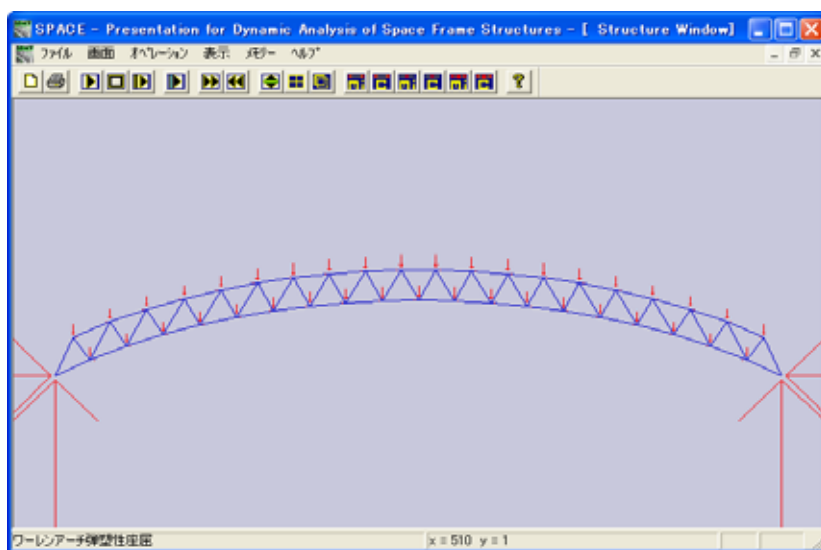 SPACE - Presentation for Dynamic Analysis of Space Frame Structures - [ Structure Window]
ファイル 画面 オペレーション 表示 メモリー ヘルプ
ワーレンアーチ弾塑性座屈
x = 510 y = 1